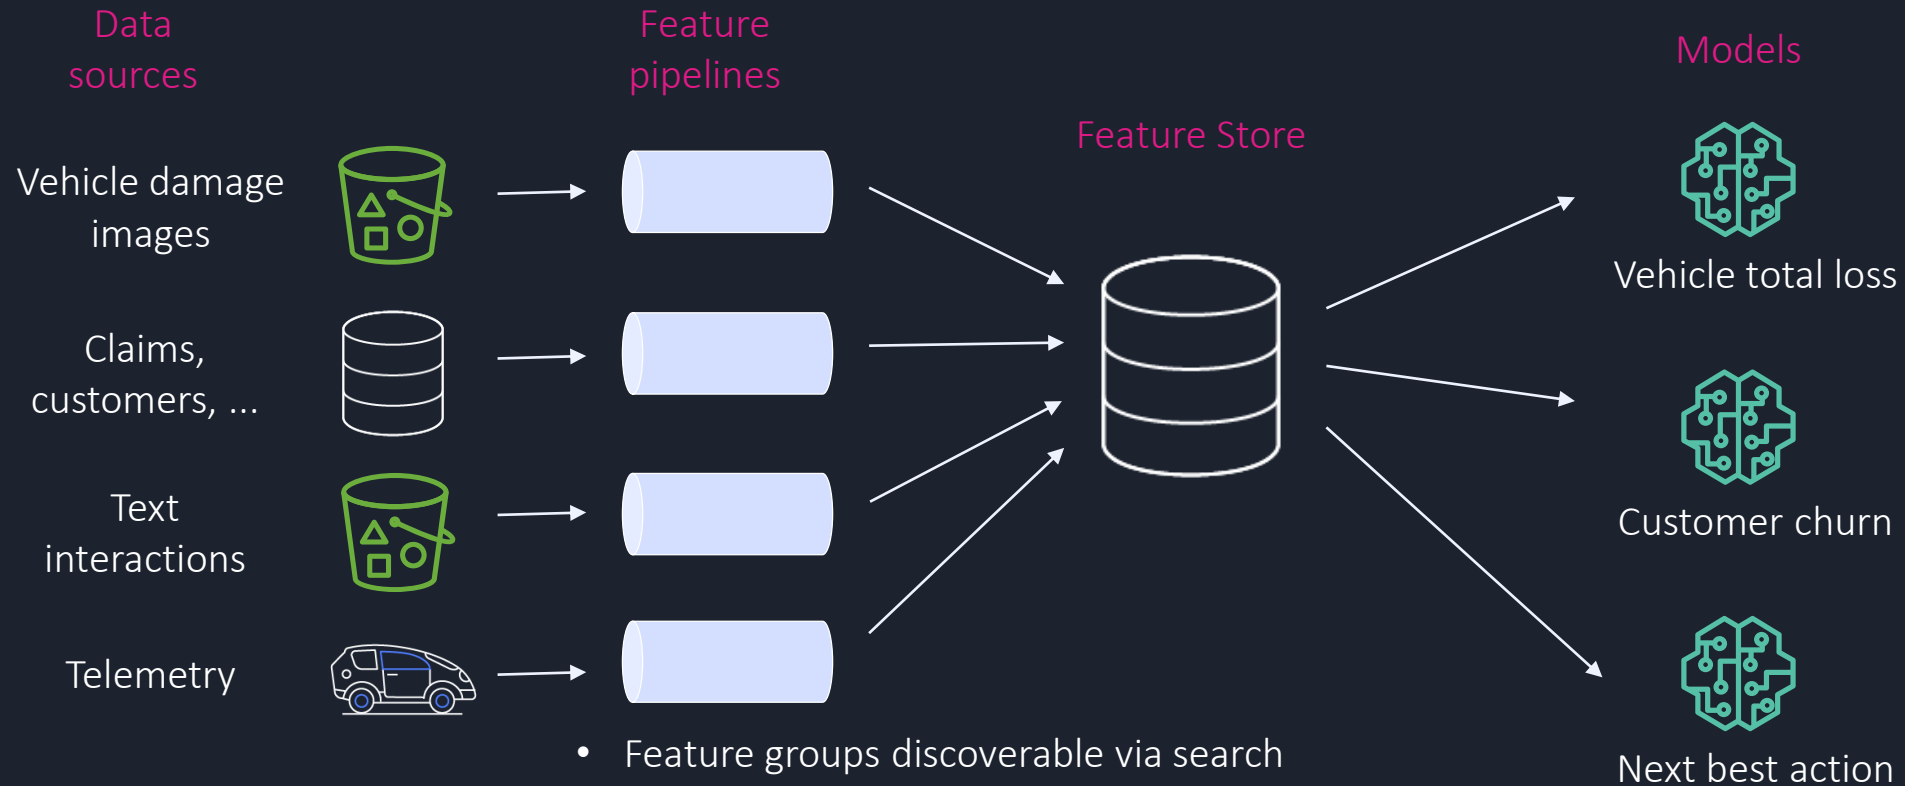 Data
sources
Feature
pipelines
Feature Store
Models
Vehicle damage
images
Claims,
customers, ...
Text
interactions
Telemetry
Vehicle total loss
Customer churn
Next best action
• Feature groups discoverable via search